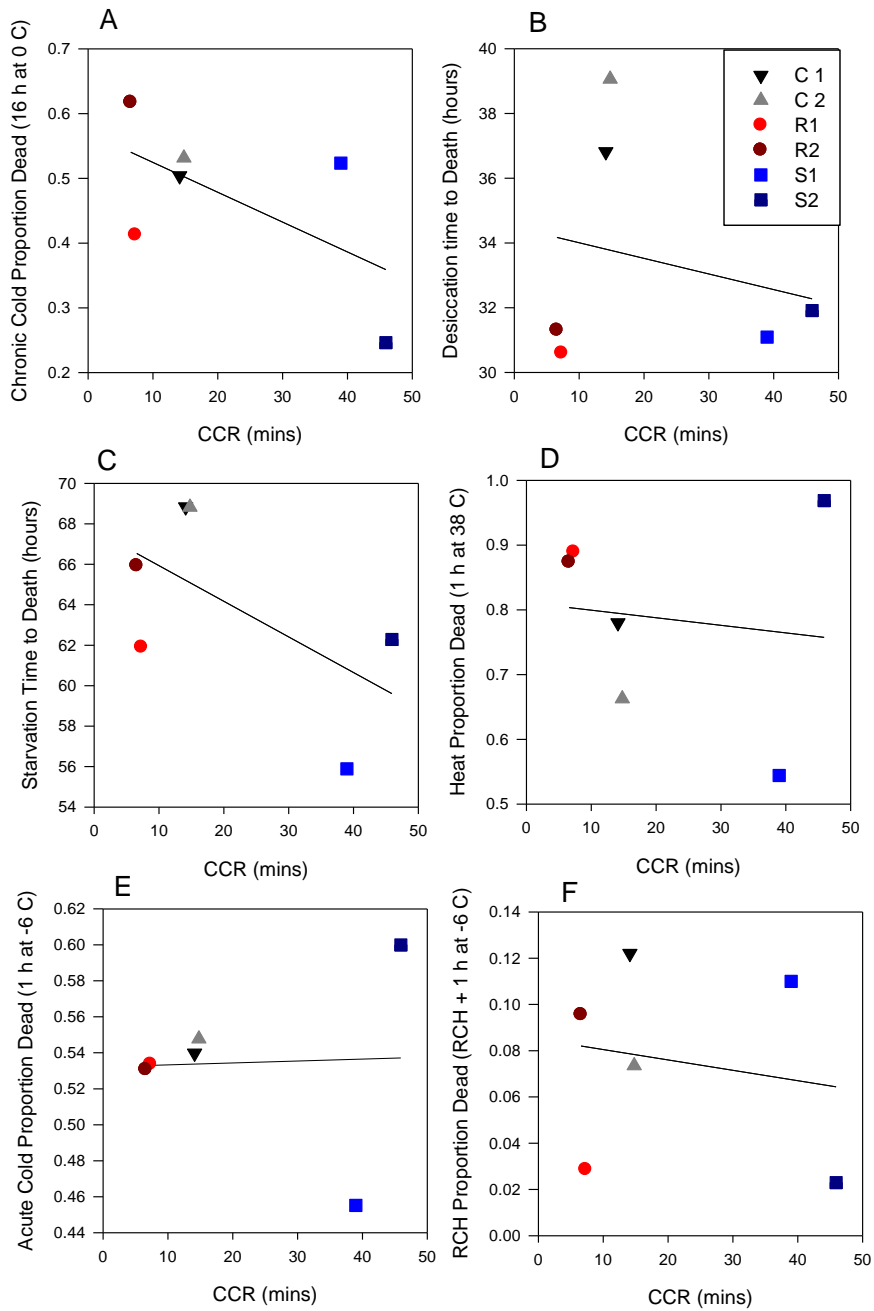 A
Chronic Cold Proportion Dead (16 h at 0 C)
0.7
0.6
0.5
0.4
0.3
0.2
0 10 20 30 40 50
CCR (mins)
B
Desiccation time to Death (hours)
40
38
36
34
32
30
0 10 20 30 40 50
CCR (mins)
C 1
C 2
R1
R2
S1
S2
C
Starvation Time to Death (hours)
70
68
66
64
62
60
58
56
54
0 10 20 30 40 50
CCR (mins)
D
Heat Proportion Dead (1 h at 38 C)
1.0
0.9
0.8
0.7
0.6
0.5
0 10 20 30 40 50
CCR (mins)
E
Acute Cold Proportion Dead (1 h at -6 C)
0.62
0.60
0.58
0.56
0.54
0.52
0.50
0.48
0.46
0.44
0 10 20 30 40 50
CCR (mins)
F
RCH Proportion Dead (RCH + 1 h at -6 C)
0.14
0.12
0.10
0.08
0.06
0.04
0.02
0.00
0 10 20 30 40 50
CCR (mins)